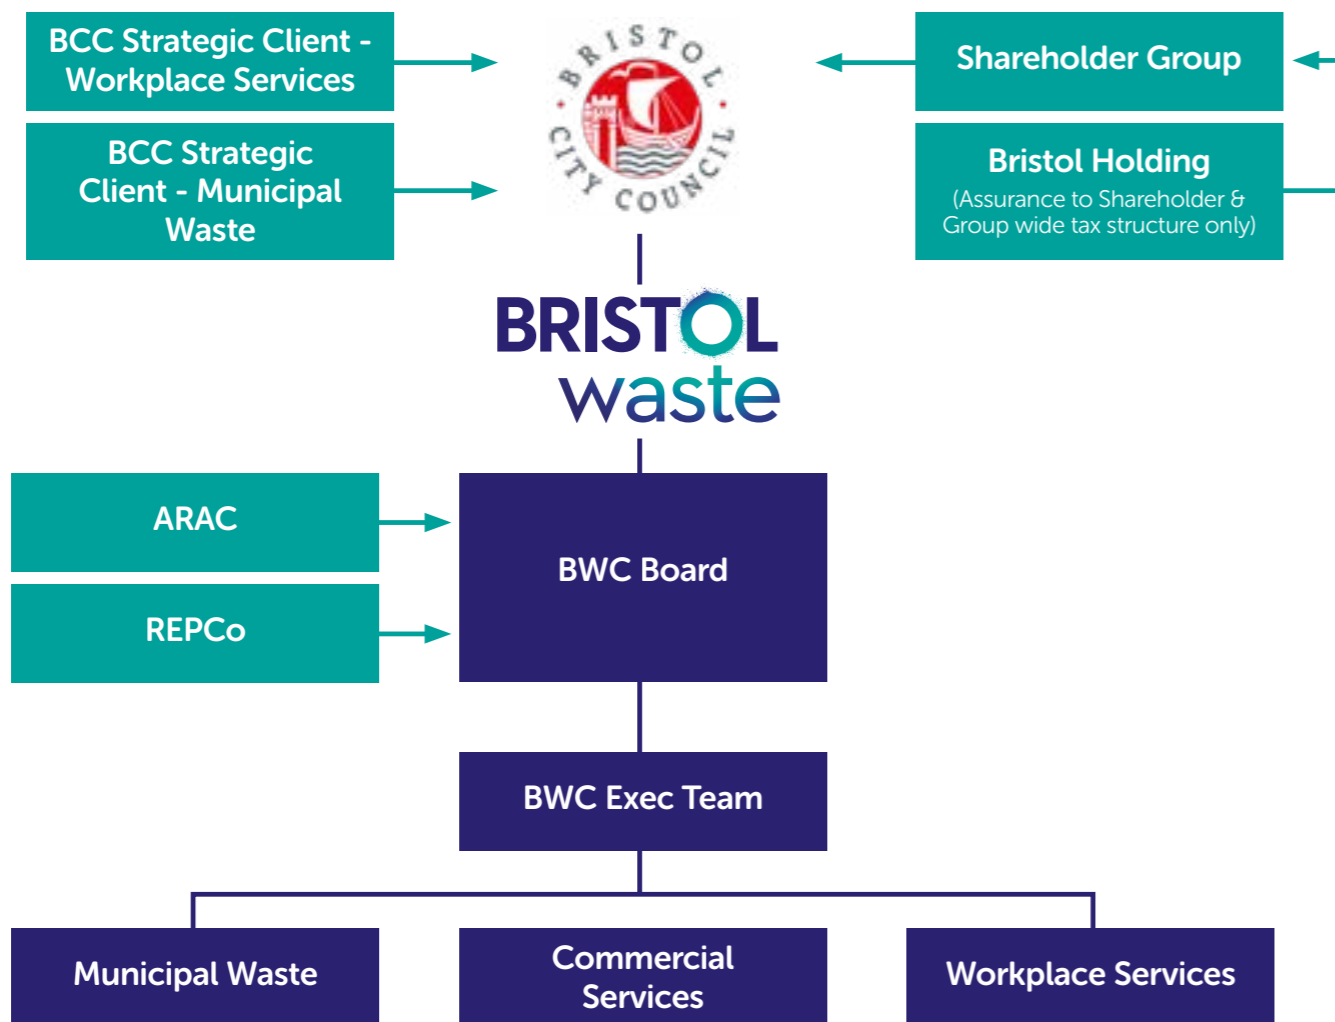 BCC Strategic Client -
Workplace Services
BCC Strategic
Client - Municipal
Waste
BRISTOL
CITY COUNCIL
Shareholder Group
Bristol Holding
(Assurance to Shareholder &
Group wide tax structure only)
BRISTOL
waste
ARAC
REPCo
BWC Board
BWC Exec Team
Municipal Waste
Commercial
Services
Workplace Services